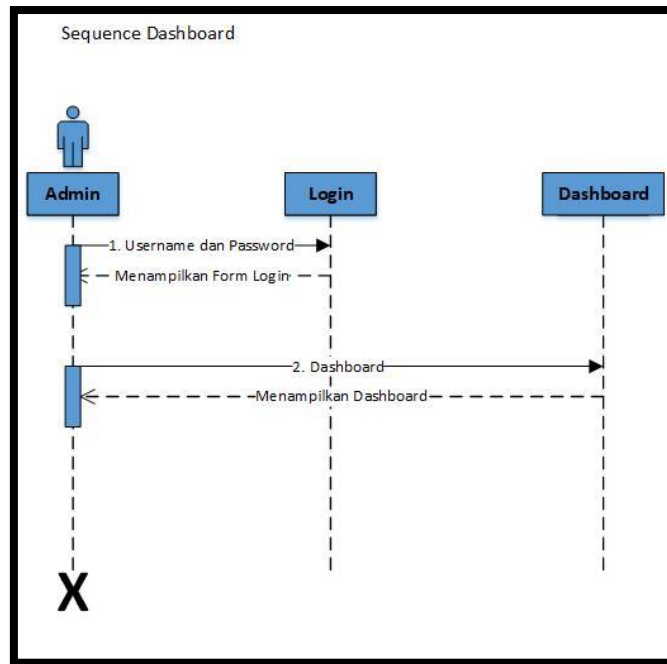 Sequence Dashboard
Admin
Login
Dashboard
1. Username dan Password
Menampilkan Form Login
2. Dashboard
Menampilkan Dashboard
X